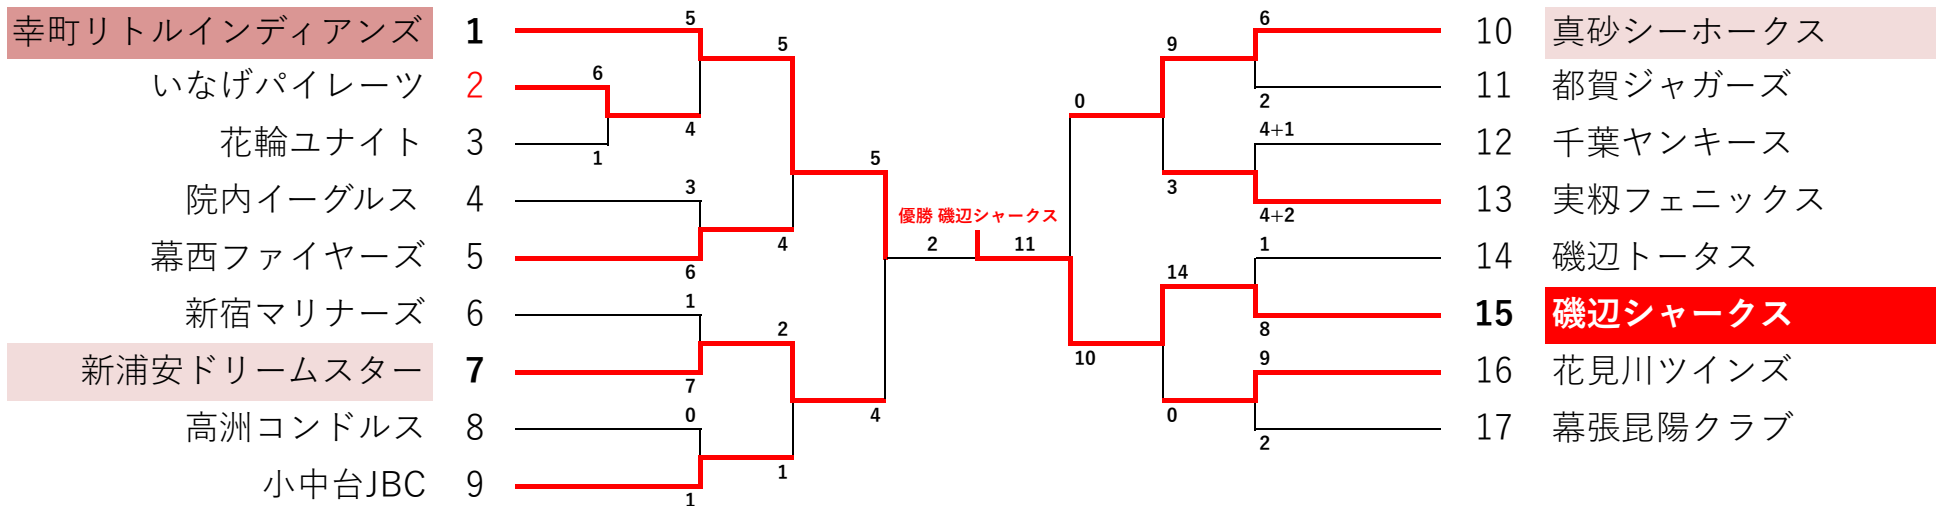 幸町リトルインディアンズ 1
いなげパイレーツ 2
花輪ユナイト 3
院内イーグルス 4
幕西ファイヤーズ 5
新宿マリナーズ 6
新浦安ドリームスター 7
高洲コンドルス 8
小中台JBC 9
5
6
1
4
3
6
1
7
0
1
5
4
2
1
5
4
優勝 磯辺シャークス
2 11
0
10
9
3
14
0
6
2
4+1
4+2
1
8
9
2
10 真砂シーホークス
11 都賀ジャガーズ
12 千葉ヤンキース
13 実籾フェニックス
14 磯辺トータス
15 磯辺シャークス
16 花見川ツインズ
17 幕張昆陽クラブ